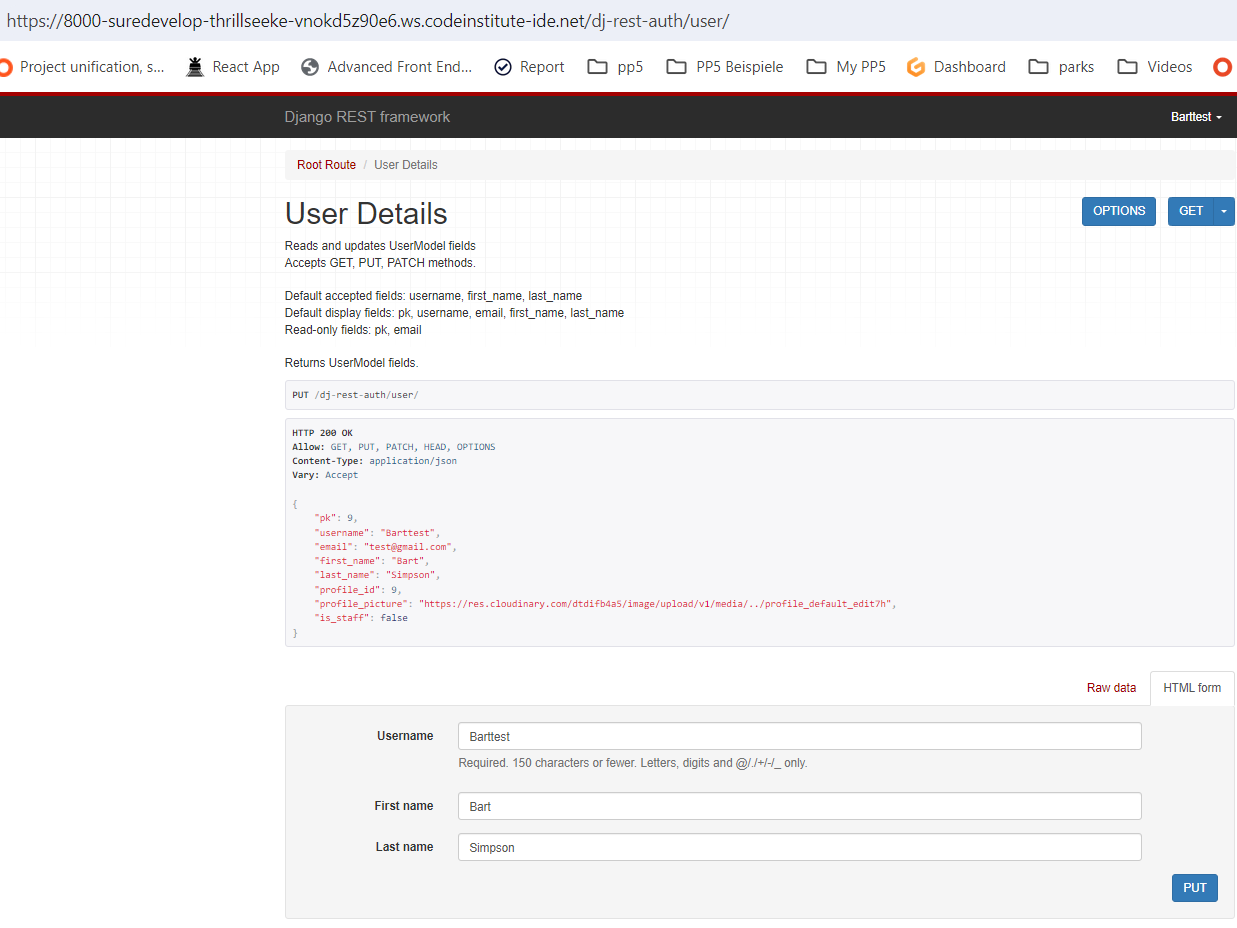 https://8000-suredevelop-thrillseeke-vnokd5z90e6.ws.codeinstitute-ide.net/dj-rest-auth/user/
Project unification, s... React App Advanced Front End... Report pp5 PP5 Beispiele My PP5 Dashboard parks Videos
Django REST framework Barttest
Root Route / User Details
User Details OPTIONS GET
Reads and updates UserModel fields
Accepts GET, PUT, PATCH methods.
Default accepted fields: username, first_name, last_name
Default display fields: pk, username, email, first_name, last_name
Read-only fields: pk, email
Returns UserModel fields.
PUT /dj-rest-auth/user/
HTTP 200 OK
Allow: GET, PUT, PATCH, HEAD, OPTIONS
Content-Type: application/json
Vary: Accept
{
"pk": 9,
"username": "Barttest",
"email": "test@gmail.com",
"first_name": "Bart",
"last_name": "Simpson",
"profile_id": 9,
"profile_picture": "https://res.cloudinary.com/dtdifb4a5/image/upload/v1/media/../profile_default_edit7h",
"is_staff": false
}
Raw data HTML form
Username Barttest
Required. 150 characters or fewer. Letters, digits and @/./+/-/_ only.
First name Bart
Last name Simpson
PUT